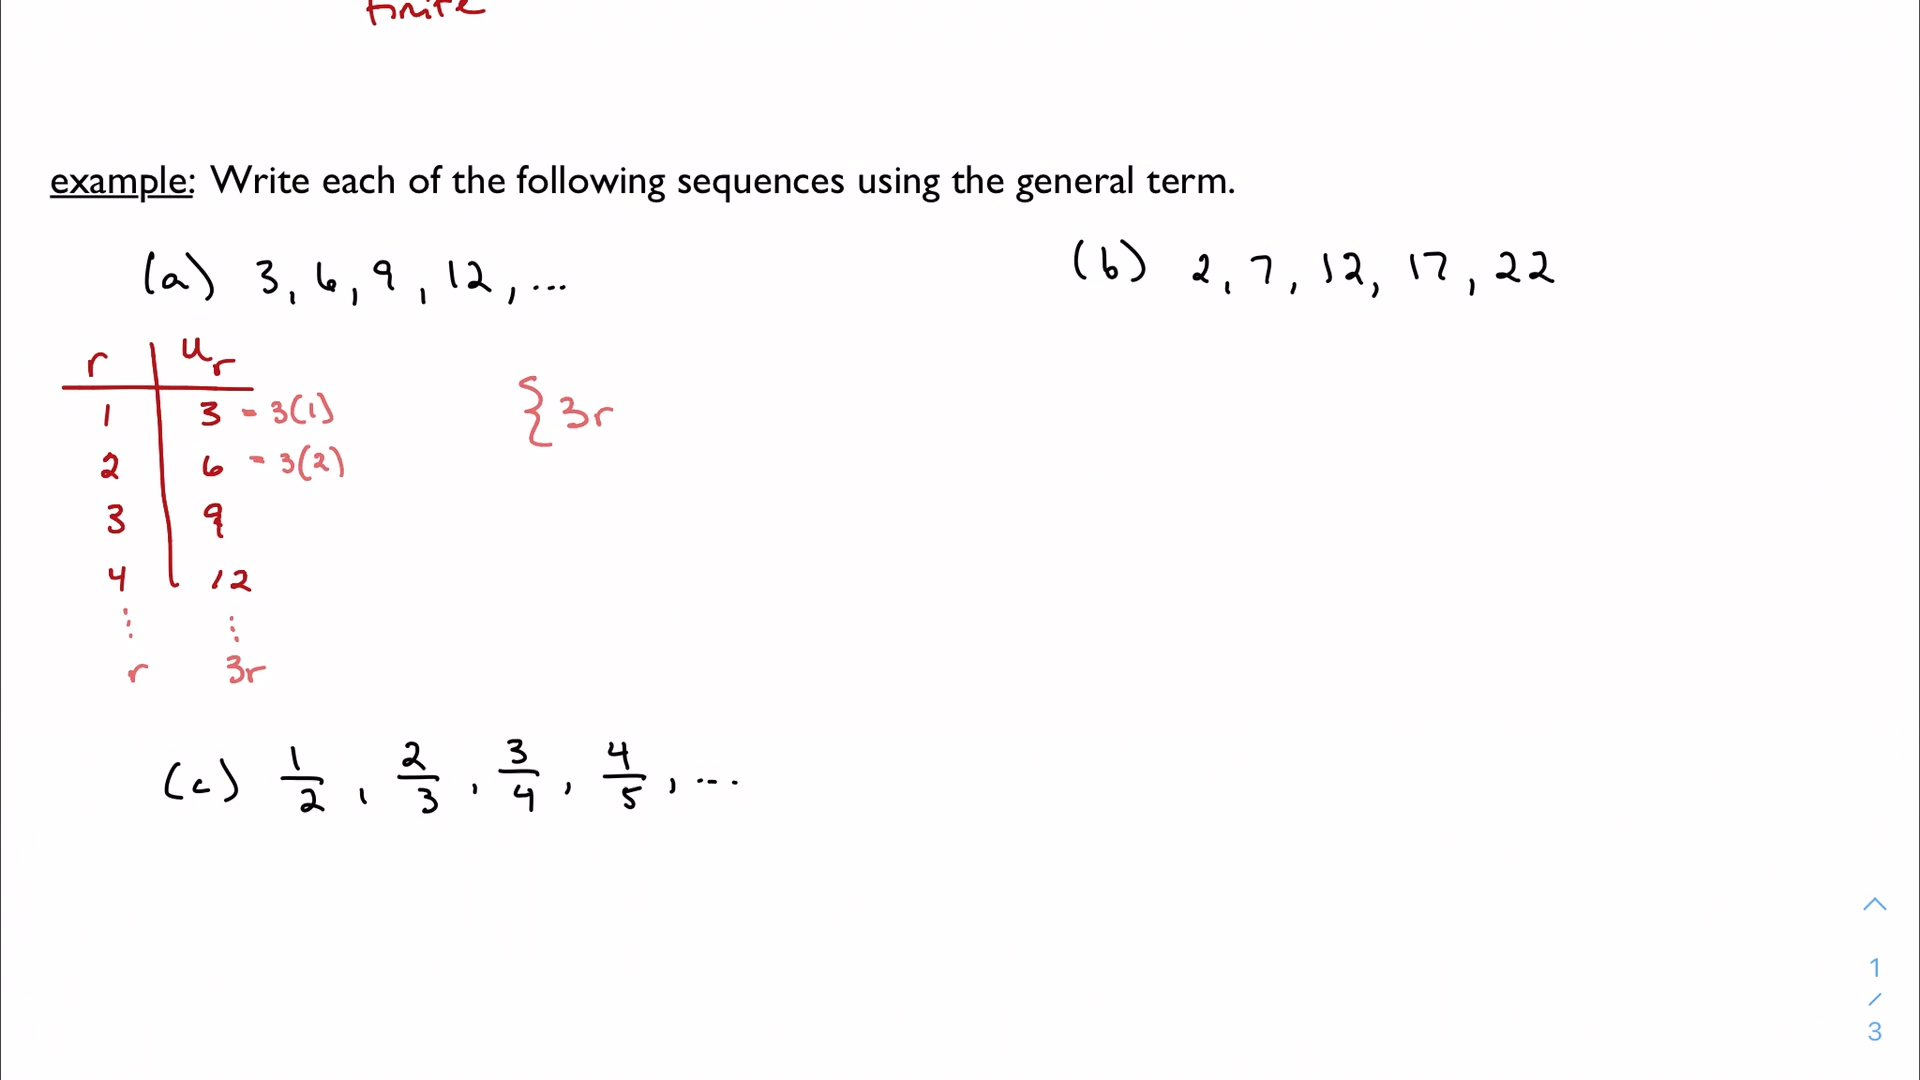 finite
example: Write each of the following sequences using the general term.
(a) 3, 6, 9, 12, ...
(b) 2, 7, 12, 17, 22
r | u_r
1 | 3 = 3(1)
2 | 6 = 3(2)
3 | 9
4 | 12
⋮ ⋮
r 3r
{3r
(c) 1/2, 2/3, 3/4, 4/5, ...
1
/
3